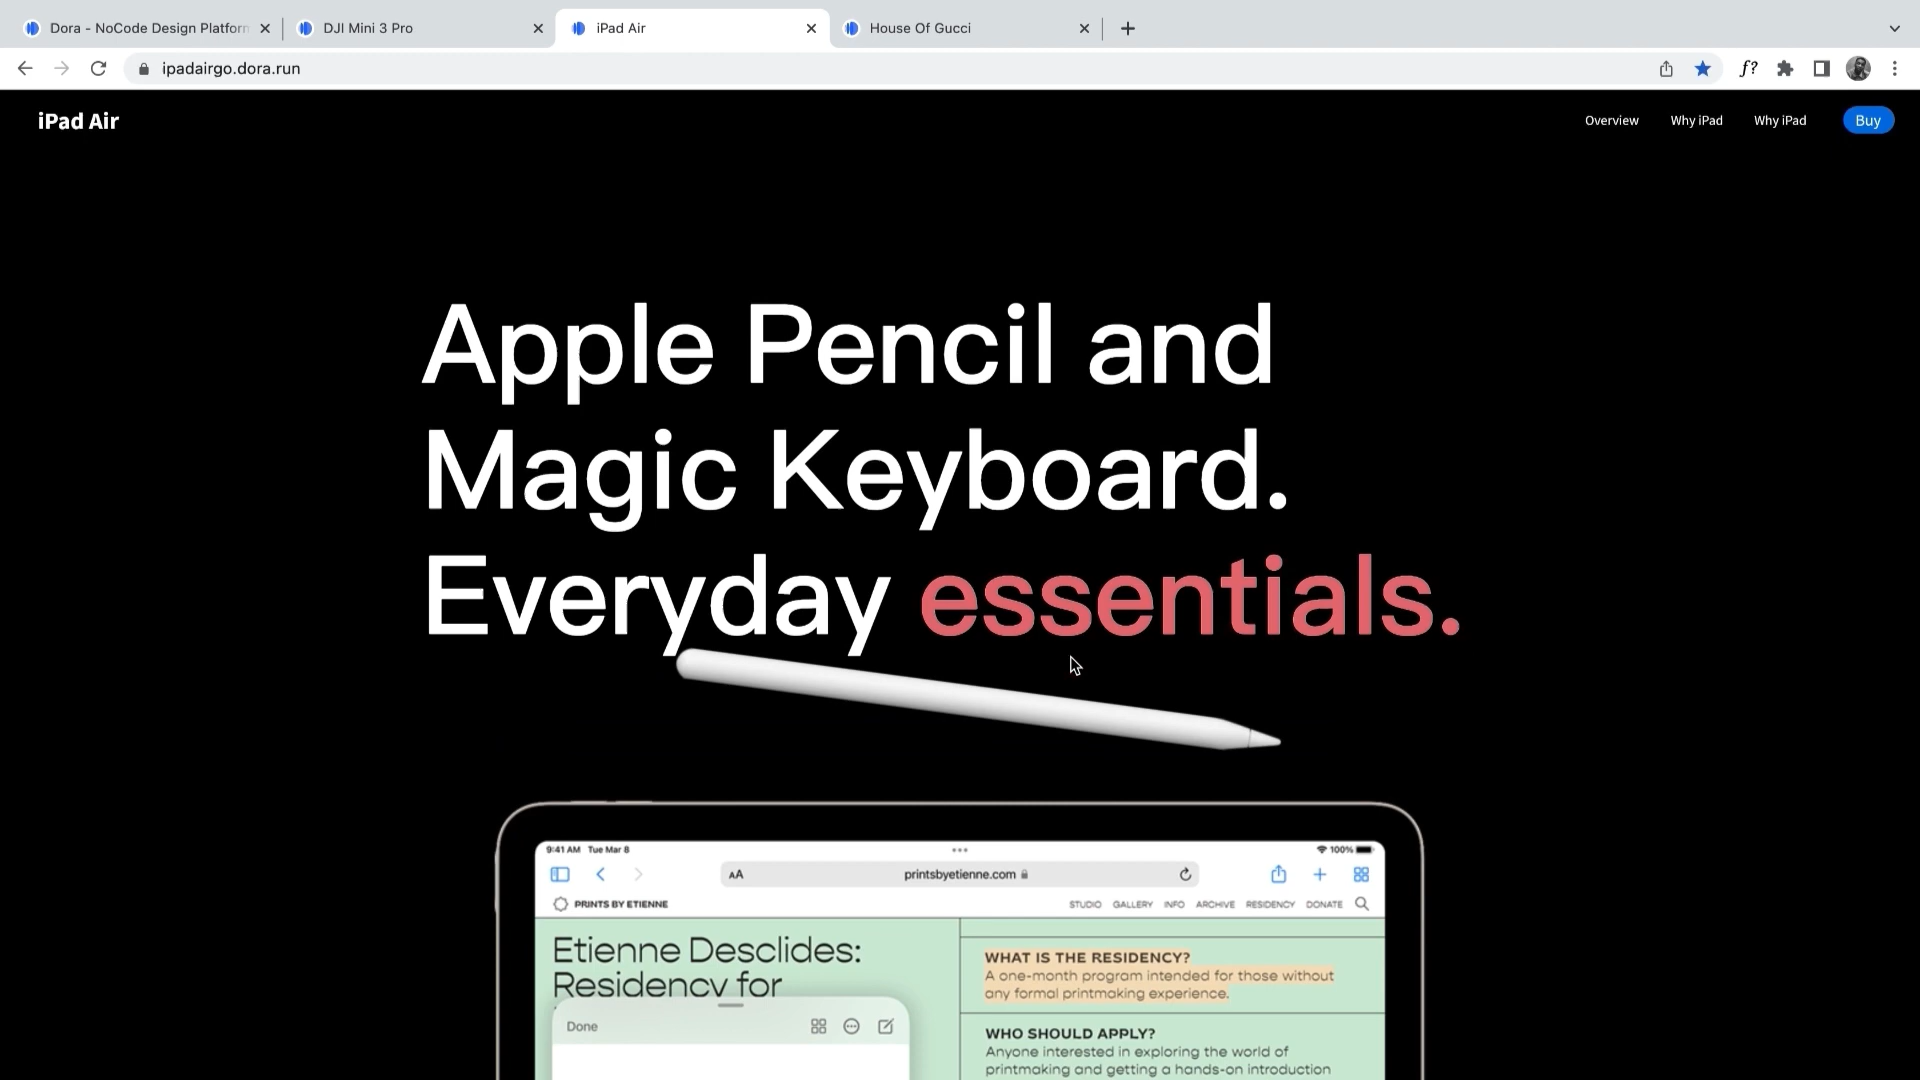 Dora - NoCode Design Platform
DJI Mini 3 Pro
iPad Air
House Of Gucci
ipadairgo.dora.run
f?
iPad Air
Overview
Why iPad
Why iPad
Buy
Apple Pencil and
Magic Keyboard.
Everyday essentials.
9:41 AM Tue Mar 8
100%
AA
printsbyetienne.com
PRINTS BY ETIENNE
STUDIO GALLERY INFO ARCHIVE RESIDENCY DONATE
Etienne Desclides:
Residency for
Done
WHAT IS THE RESIDENCY?
A one-month program intended for those without
any formal printmaking experience.
WHO SHOULD APPLY?
Anyone interested in exploring the world of
printmaking and getting a hands-on introduction